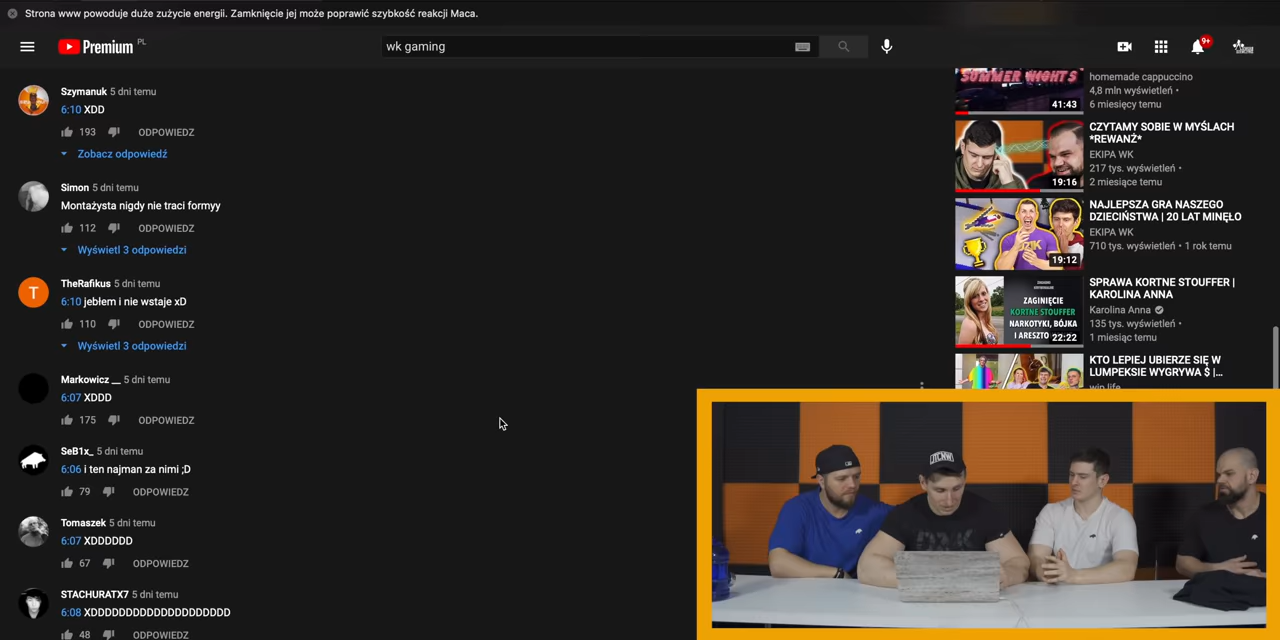 Strona www powoduje duże zużycie energii. Zamknięcie jej może poprawić szybkość reakcji Maca.
Premium PL
wk gaming
9+
Szymanuk 5 dni temu
6:10 XDD
193 ODPOWIEDZ
Zobacz odpowiedź
Simon 5 dni temu
Montażysta nigdy nie traci formyy
112 ODPOWIEDZ
Wyświetl 3 odpowiedzi
T
TheRafikus 5 dni temu
6:10 jebłem i nie wstaje xD
110 ODPOWIEDZ
Wyświetl 3 odpowiedzi
Markowicz __ 5 dni temu
6:07 XDDD
175 ODPOWIEDZ
SeB1x_ 5 dni temu
6:06 i ten najman za nimi ;D
79 ODPOWIEDZ
Tomaszek 5 dni temu
6:07 XDDDDDD
67 ODPOWIEDZ
STACHURATX7 5 dni temu
6:08 XDDDDDDDDDDDDDDDDDDDD
48 ODPOWIEDZ
SUMMER NIGHTS
41:43
homemade cappuccino
4,8 mln wyświetleń •
6 miesięcy temu
19:16
CZYTAMY SOBIE W MYŚLACH
*REWANŻ*
EKIPA WK
217 tys. wyświetleń •
2 miesiące temu
19:12
NAJLEPSZA GRA NASZEGO
DZIECIŃSTWA | 20 LAT MINĘŁO
EKIPA WK
710 tys. wyświetleń • 1 rok temu
ZAGINIĘCIE
KORTNE STOUFFER
NARKOTYKI, BÓJKA
I ARESZTO
22:22
SPRAWA KORTNE STOUFFER |
KAROLINA ANNA
Karolina Anna
135 tys. wyświetleń •
1 miesiąc temu
KTO LEPIEJ UBIERZE SIĘ W
LUMPEKSIE WYGRYWA $ |...